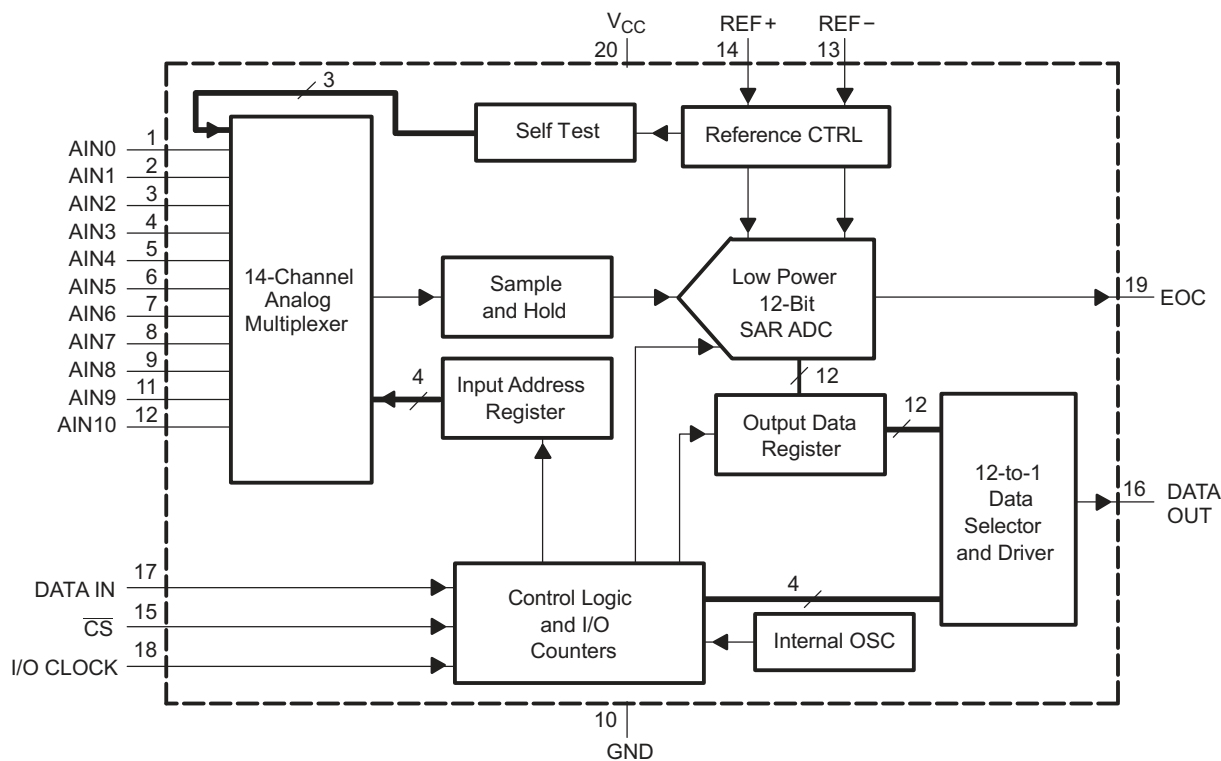 VCC
20
REF+
14
REF−
13
3
Self Test
Reference CTRL
AIN0 1
AIN1 2
AIN2 3
AIN3 4
AIN4 5
AIN5 6
AIN6 7
AIN7 8
AIN8 9
AIN9 11
AIN10 12
14-Channel
Analog
Multiplexer
Sample
and Hold
Low Power
12-Bit
SAR ADC
19 EOC
4
Input Address
Register
12
Output Data
Register
12
12-to-1
Data
Selector
and Driver
16 DATA
OUT
DATA IN 17
CS 15
I/O CLOCK 18
Control Logic
and I/O
Counters
4
Internal OSC
10
GND